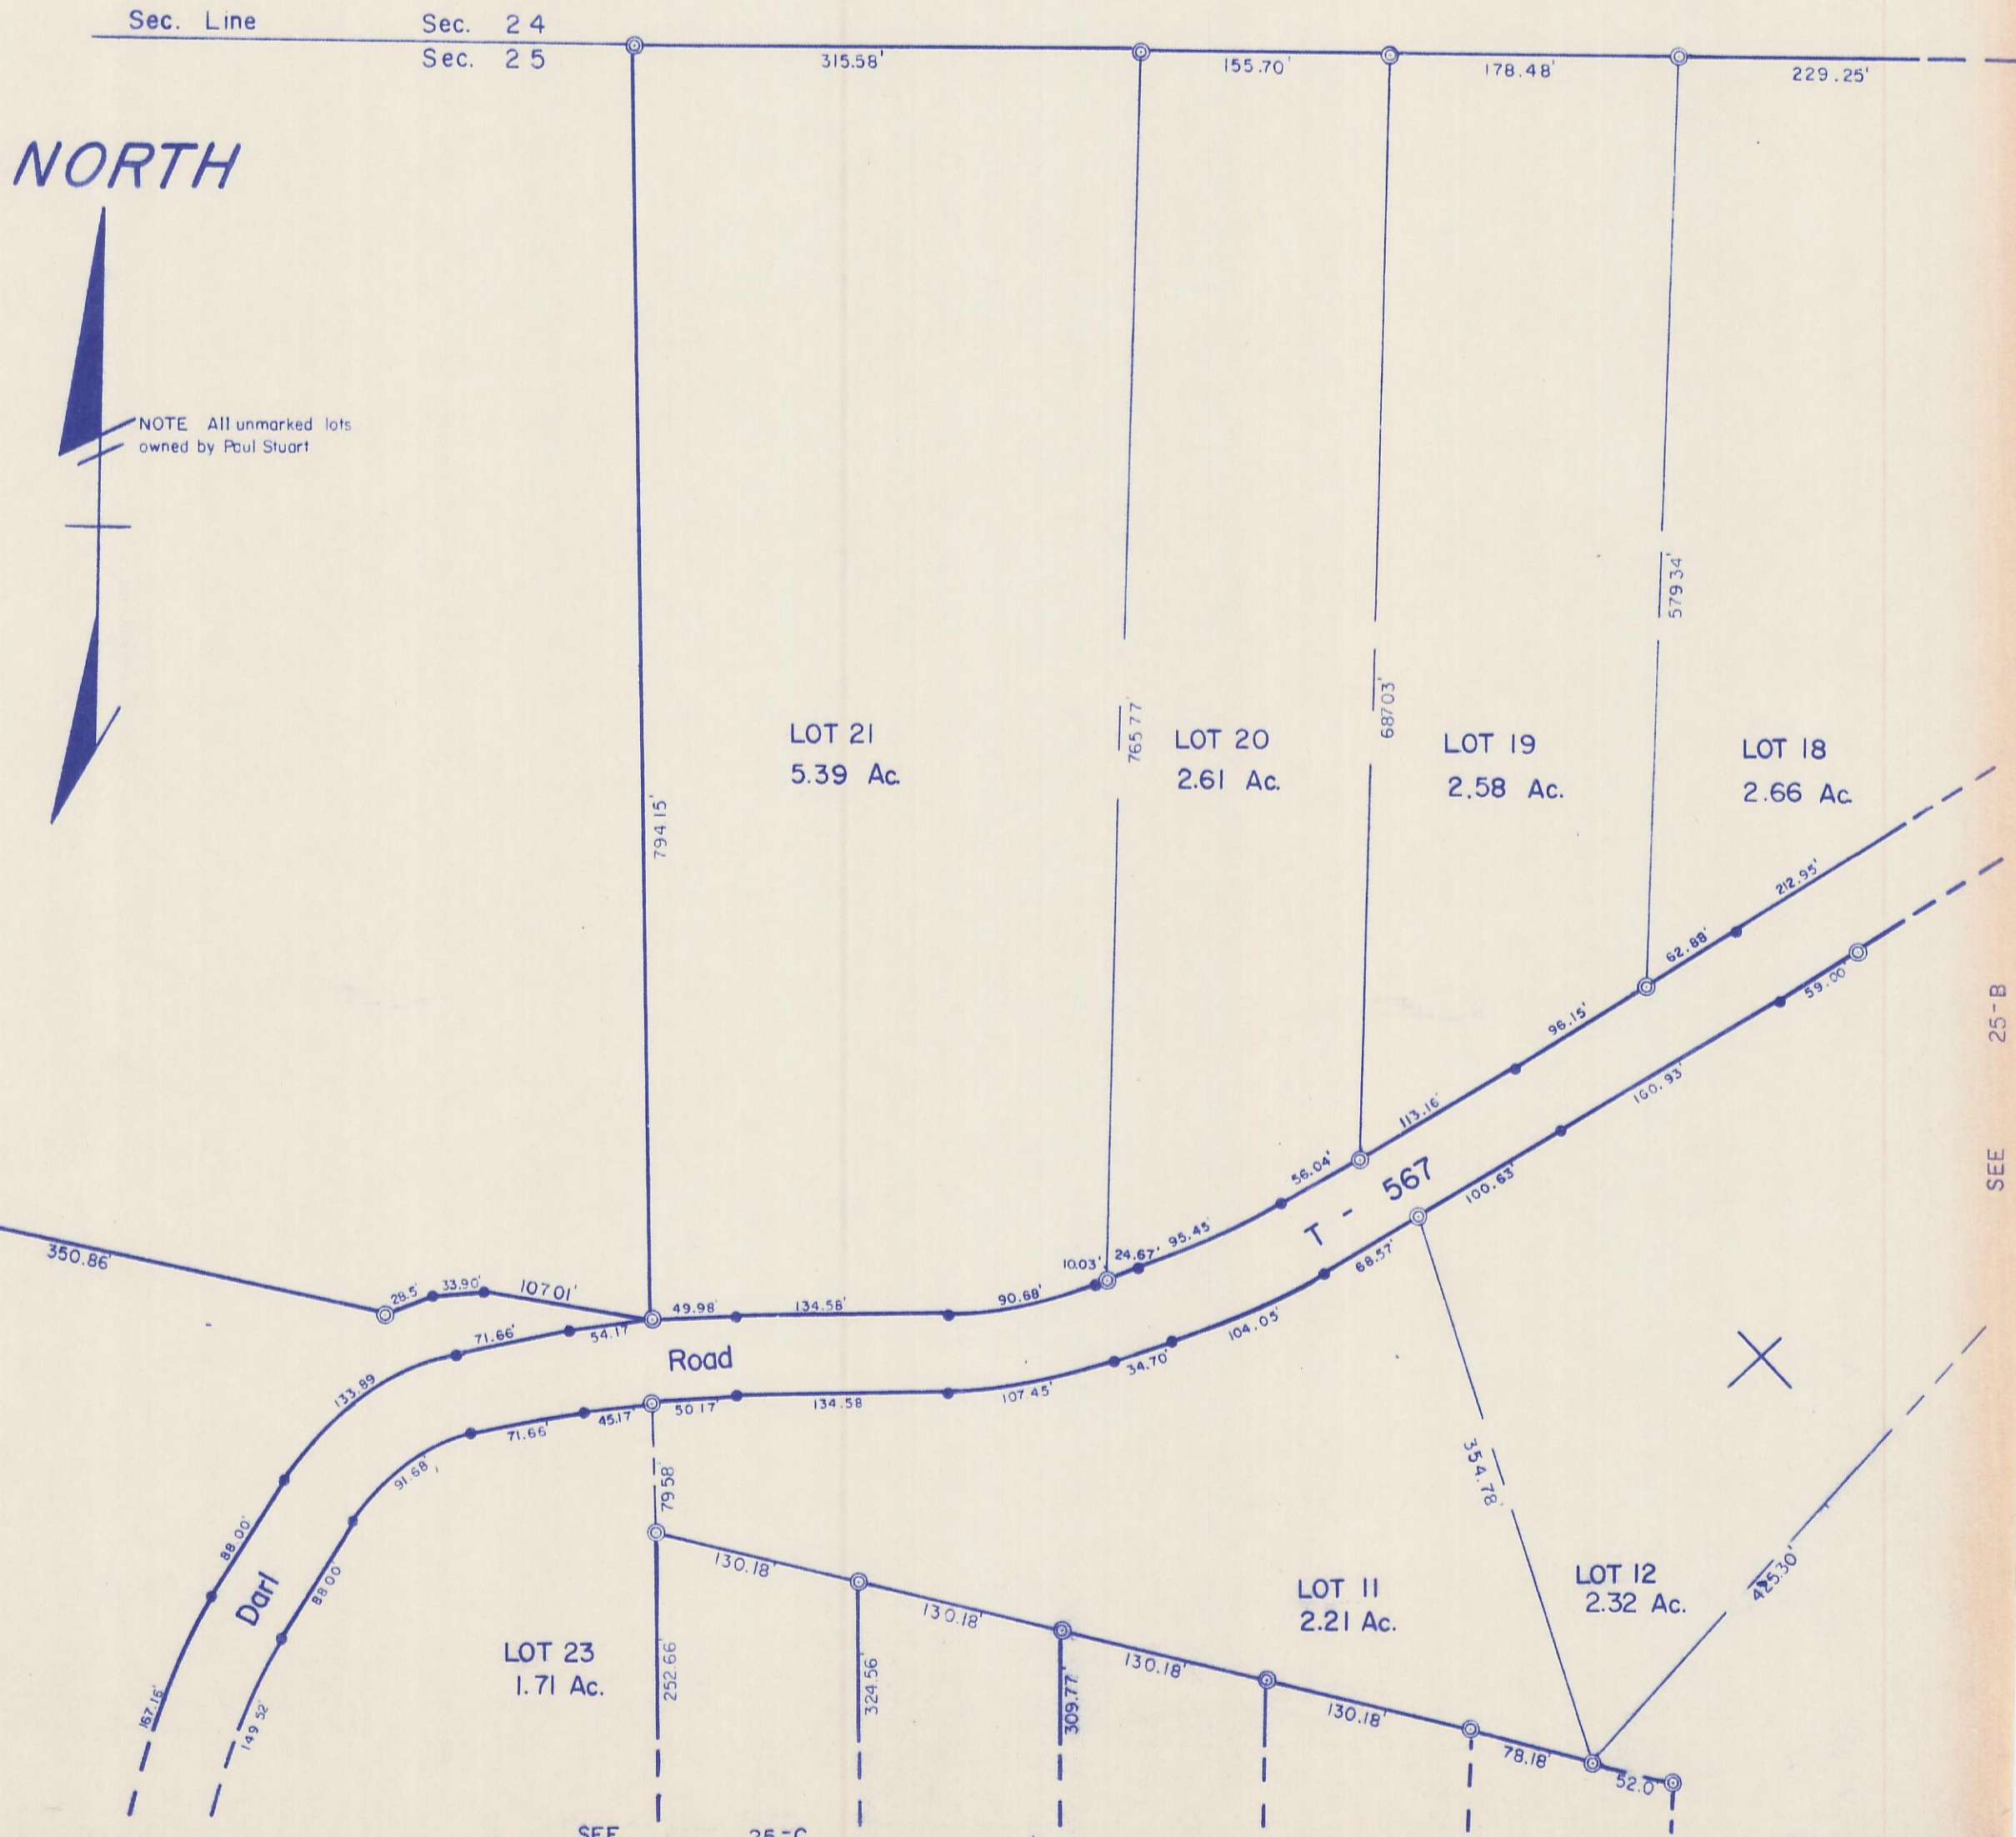 Sec. Line
Sec. 24
Sec. 25
315.58'
155.70'
178.48'
229.25'
NORTH
NOTE All unmarked lots
owned by Paul Stuart
794.15'
765 77'
687 03'
579 34'
LOT 21
5.39 Ac.
LOT 20
2.61 Ac.
LOT 19
2.58 Ac.
LOT 18
2.66 Ac.
212.95'
62.88'
96.15'
113.16'
56.04'
95.45'
24.67'
10.03'
90.68'
134.58'
49.98'
107 01'
33.90'
28.5'
350.86'
59.00'
160.93'
100.63'
68.57'
104.05'
34.70'
107.45'
134.58
50 17'
45.17'
71.66'
91.68'
88 00'
149 52'
54.17'
71.66'
133.89
88.00'
167.16'
T - 567
Darl
Road
SEE 25-B
79 58'
130.18'
130.18'
130.18'
130.18'
78.18'
52.0'
354.78'
425.30'
LOT 11
2.21 Ac.
LOT 12
2.32 Ac.
LOT 23
1.71 Ac.
252.66'
324.56'
309.77'
SEE 25-C